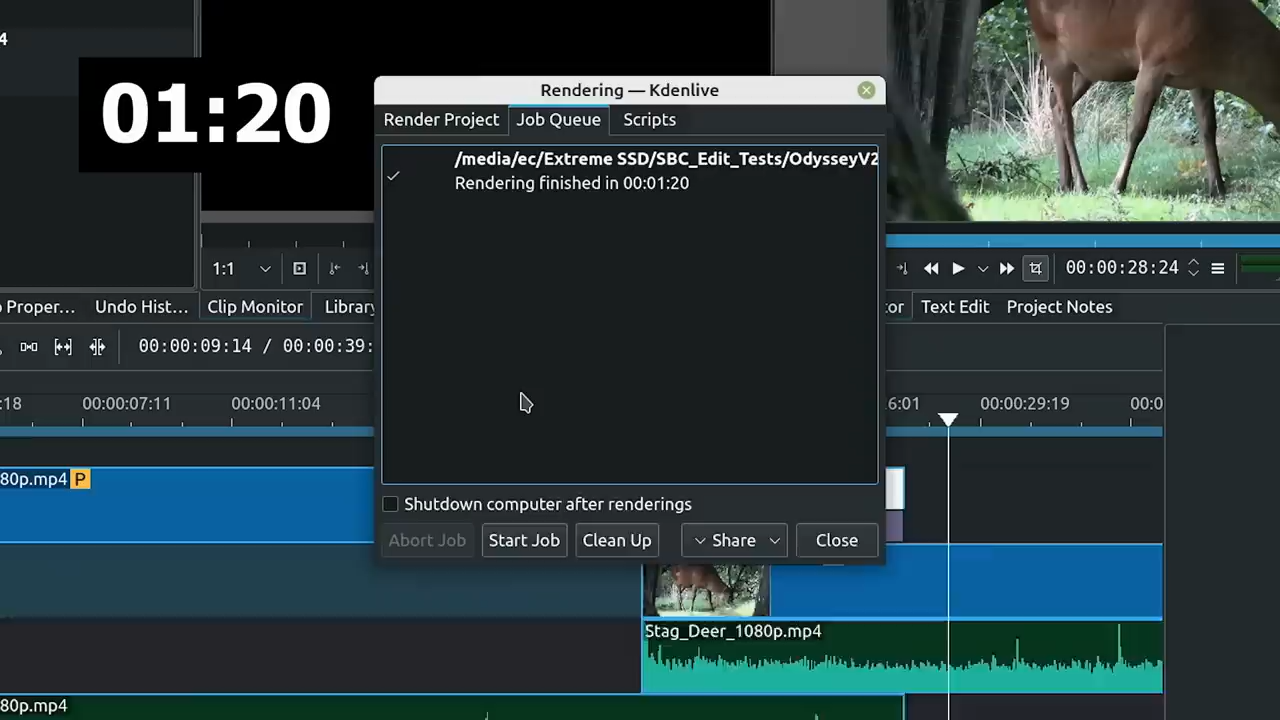 4
01:20
Rendering — Kdenlive
Render Project
Job Queue
Scripts
/media/ec/Extreme SSD/SBC_Edit_Tests/OdysseyV2
Rendering finished in 00:01:20
1:1
00:00:28:24
Undo Hist...
Clip Monitor
Library
Text Edit
Project Notes
00:00:09:14 / 00:00:39:
:18
00:00:07:11
00:00:11:04
6:01
00:00:29:19
00:0
80p.mp4
P
Shutdown computer after renderings
Abort Job
Start Job
Clean Up
Share
Close
Stag_Deer_1080p.mp4
80p.mp4